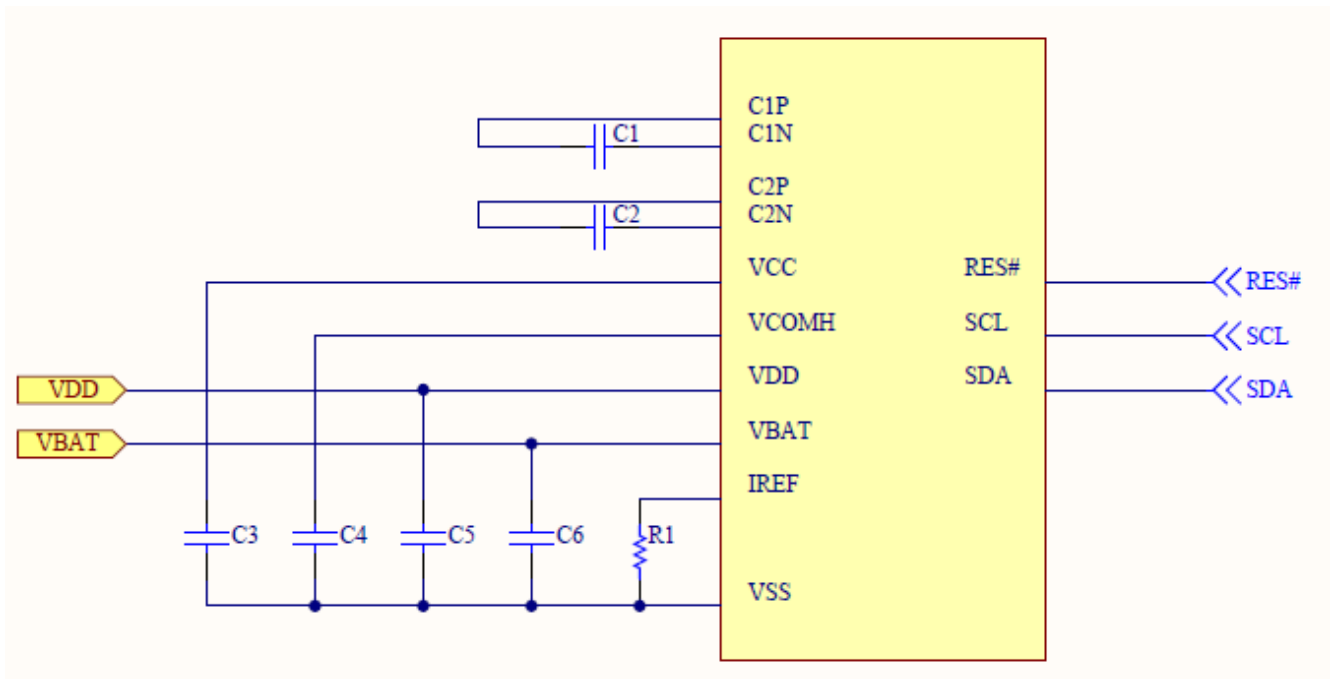 C1P
C1
C1N
C2P
C2
C2N
VCC
RES#
RES#
VCOMH
SCL
SCL
VDD
VDD
SDA
SDA
VBAT
VBAT
IREF
C3
C4
C5
C6
R1
VSS